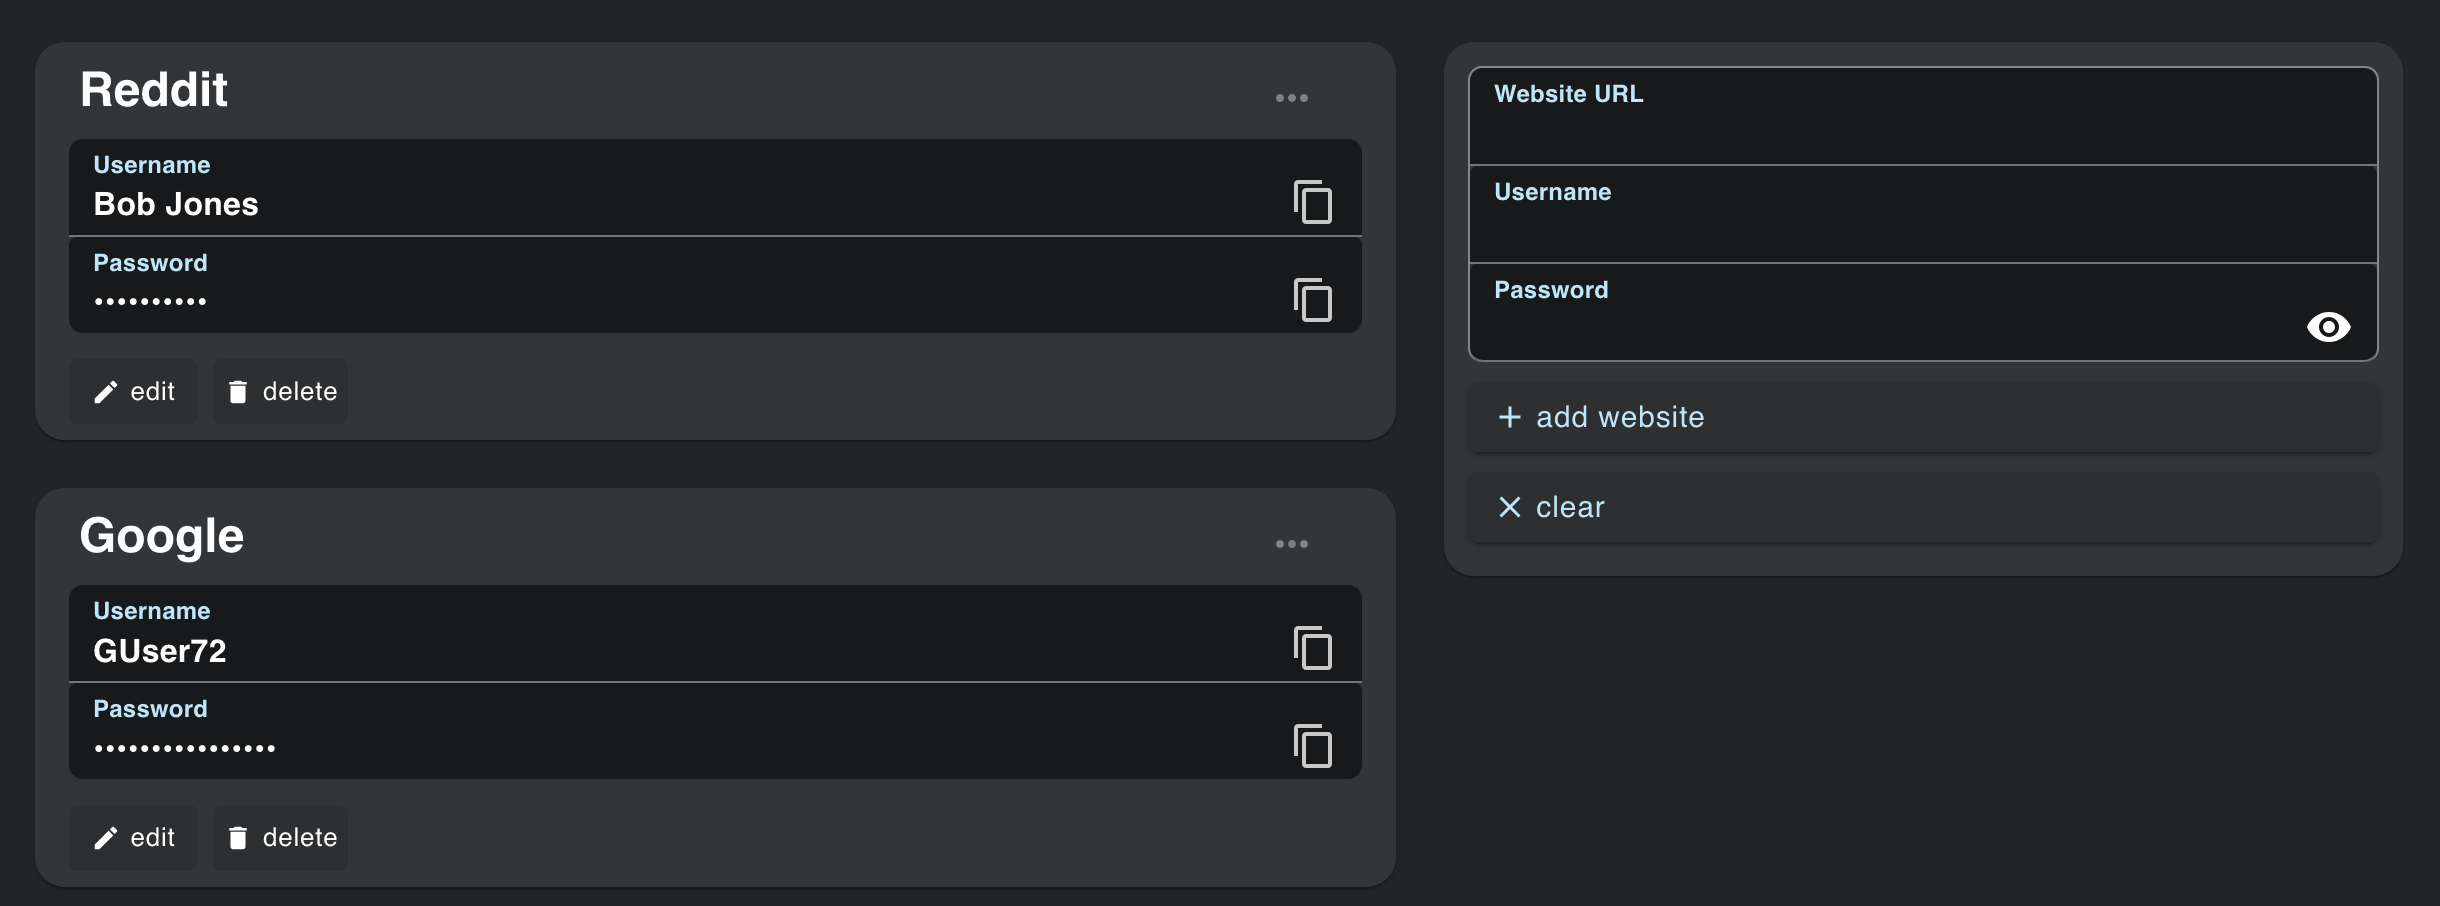 Reddit
Username
Bob Jones
Password
••••••••••
edit
delete
Google
Username
GUser72
Password
••••••••••••••••
edit
delete
Website URL
Username
Password
add website
clear